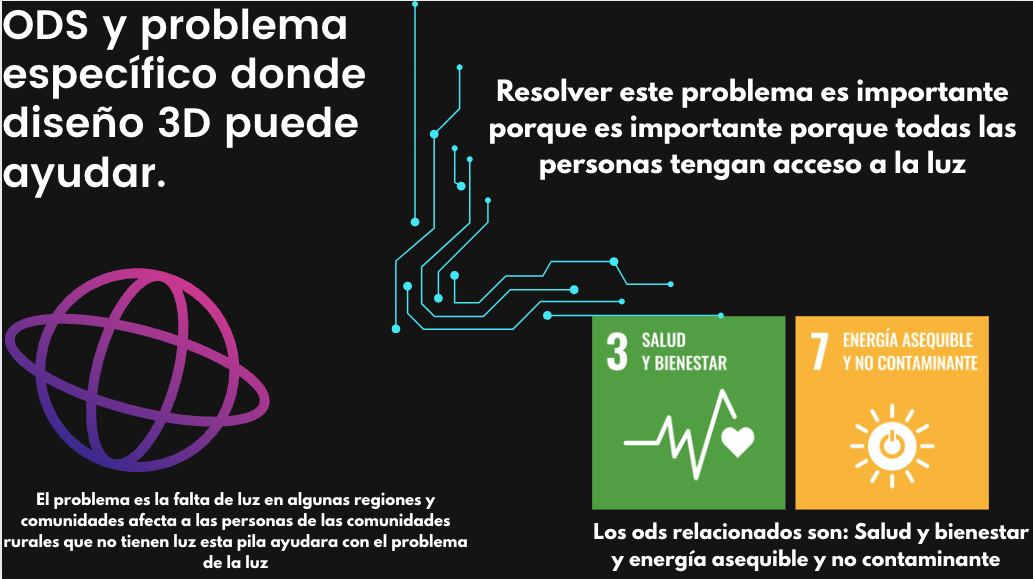 ODS y problema
específico donde
diseño 3D puede
ayudar.
Resolver este problema es importante
porque es importante porque todas las
personas tengan acceso a la luz
3 SALUD
Y BIENESTAR
7 ENERGÍA ASEQUIBLE
Y NO CONTAMINANTE
El problema es la falta de luz en algunas regiones y
comunidades afecta a las personas de las comunidades
rurales que no tienen luz esta pila ayudara con el problema
de la luz
Los ods relacionados son: Salud y bienestar
y energía asequible y no contaminante